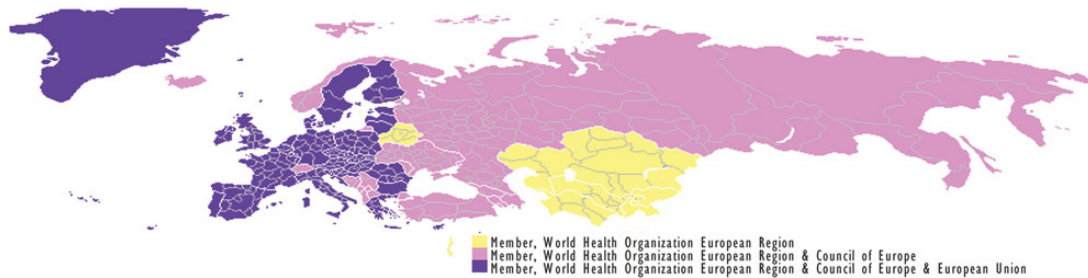 Member, World Health Organization European Region
Member, World Health Organization European Region & Council of Europe
Member, World Health Organization European Region & Council of Europe & European Union